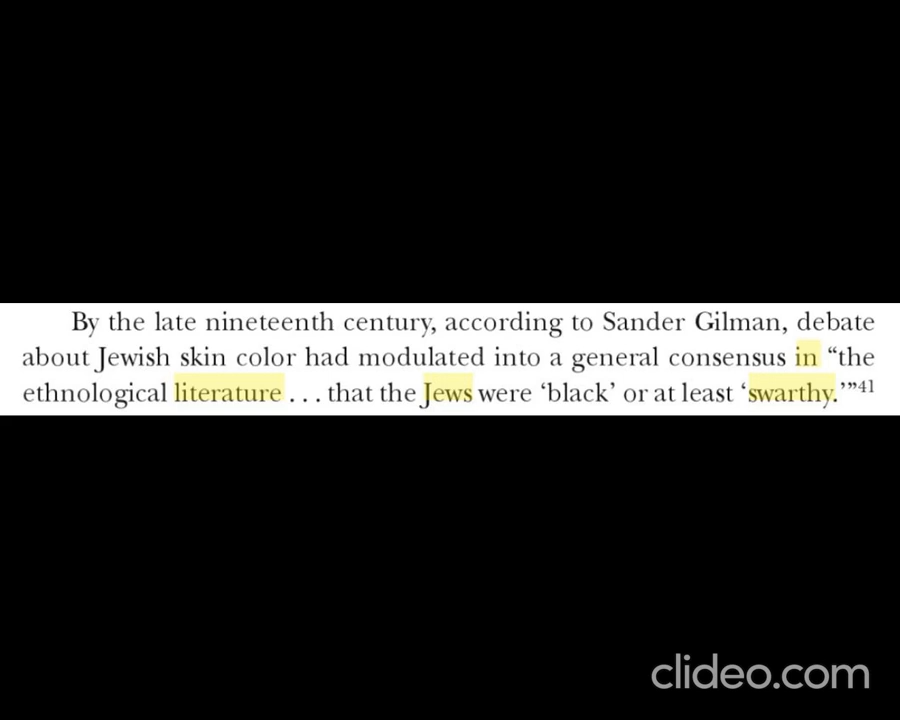 By the late nineteenth century, according to Sander Gilman, debate
about Jewish skin color had modulated into a general consensus in “the
ethnological literature . . . that the Jews were ‘black’ or at least ‘swarthy.’”41
clideo.com